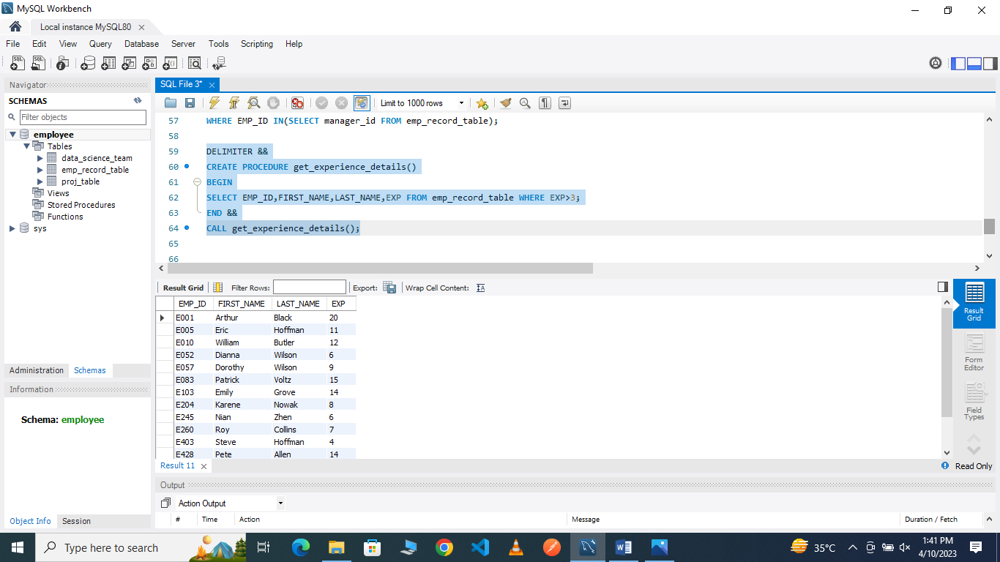 MySQL Workbench
Local instance MySQL80
File Edit View Query Database Server Tools Scripting Help
Navigator
SCHEMAS
Filter objects
employee
Tables
data_science_team
emp_record_table
proj_table
Views
Stored Procedures
Functions
sys
Administration Schemas
Information
Schema: employee
Object Info Session
SQL File 3*
Limit to 1000 rows
57 WHERE EMP_ID IN(SELECT manager_id FROM emp_record_table);
58
59 DELIMITER &&
60 CREATE PROCEDURE get_experience_details()
61 BEGIN
62 SELECT EMP_ID,FIRST_NAME,LAST_NAME,EXP FROM emp_record_table WHERE EXP>3;
63 END &&
64 CALL get_experience_details();
65
66
Result Grid Filter Rows: Export: Wrap Cell Content:
EMP_ID FIRST_NAME LAST_NAME EXP
E001 Arthur Black 20
E005 Eric Hoffman 11
E010 William Butler 12
E052 Dianna Wilson 6
E057 Dorothy Wilson 9
E083 Patrick Voltz 15
E103 Emily Grove 14
E204 Karene Nowak 8
E245 Nian Zhen 6
E260 Roy Collins 7
E403 Steve Hoffman 4
E428 Pete Allen 14
Result Grid
Form Editor
Field Types
Result 11
Read Only
Output
Action Output
# Time Action Message Duration / Fetch
Type here to search
35°C
1:41 PM
4/10/2023